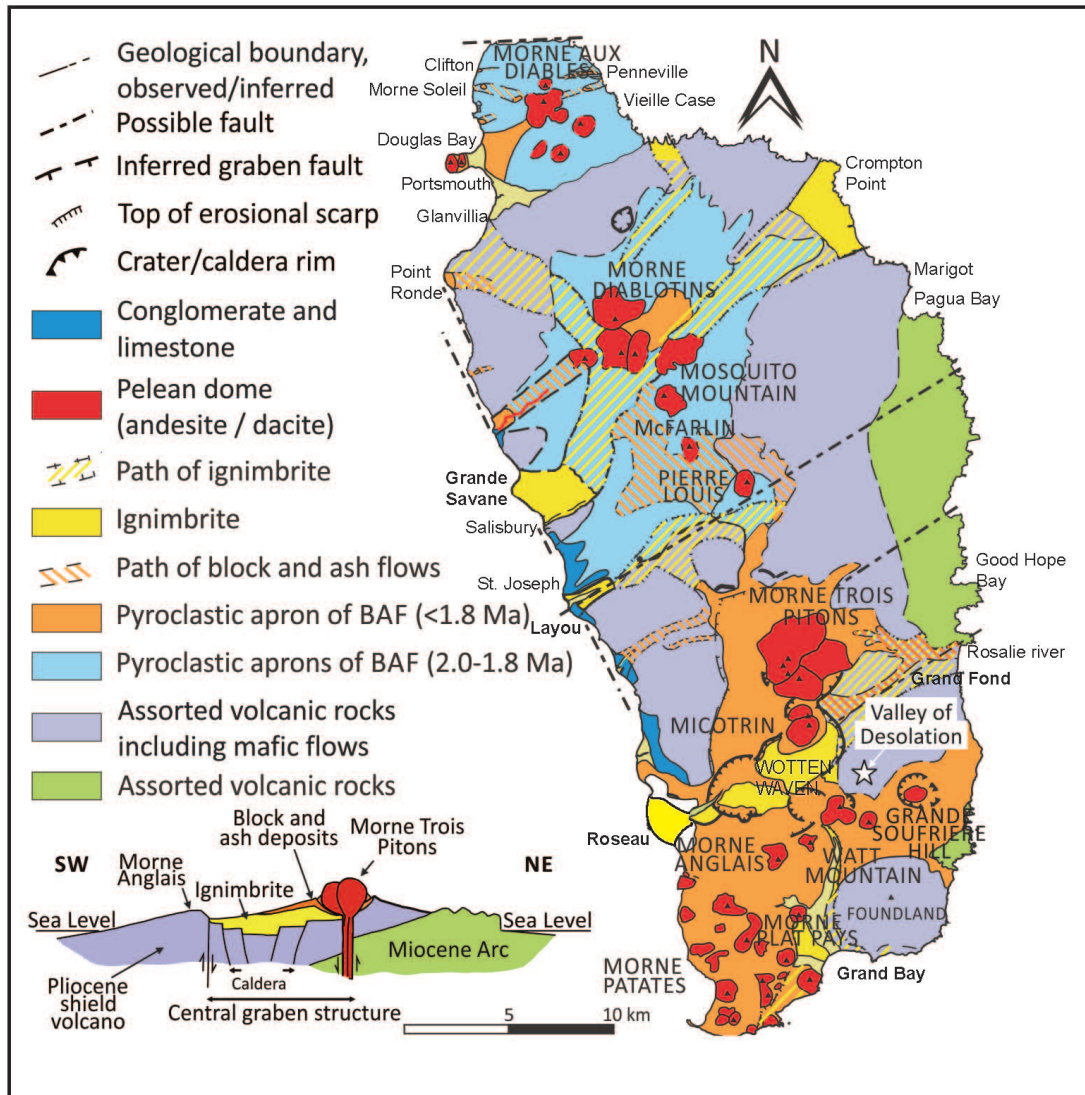 Geological boundary,
observed/inferred
Possible fault
Inferred graben fault
Top of erosional scarp
Crater/caldera rim
Conglomerate and
limestone
Pelean dome
(andesite / dacite)
Path of ignimbrite
Ignimbrite
Path of block and ash flows
Pyroclastic apron of BAF (<1.8 Ma)
Pyroclastic aprons of BAF (2.0-1.8 Ma)
Assorted volcanic rocks
including mafic flows
Assorted volcanic rocks
N
MORNE AUX
DIABLES
Clifton
Penneville
Morne Soleil
Vieille Case
Douglas Bay
Portsmouth
Glanvillia
Crompton
Point
Point
Ronde
MORNE
DIABLOTINS
Marigot
Pagua Bay
MOSQUITO
MOUNTAIN
McFARLIN
PIERRE
LOUIS
Grande
Savane
Salisbury
St. Joseph
Layou
Good Hope
Bay
MORNE TROIS
PITONS
Rosalie river
Grand Fond
Valley of
Desolation
MICOTRIN
WOTTEN
WAVEN
Roseau
GRANDE
SOUFRIERE
HILL
MORNE
ANGLAIS
WATT
MOUNTAIN
FOUNDLAND
MORNE
PLAT PAYS
Grand Bay
MORNE
PATATES
SW
NE
Block and
ash deposits
Morne Trois
Pitons
Morne
Anglais
Ignimbrite
Sea Level
Sea Level
Miocene Arc
Caldera
Pliocene
shield
volcano
Central graben structure
5
10 km